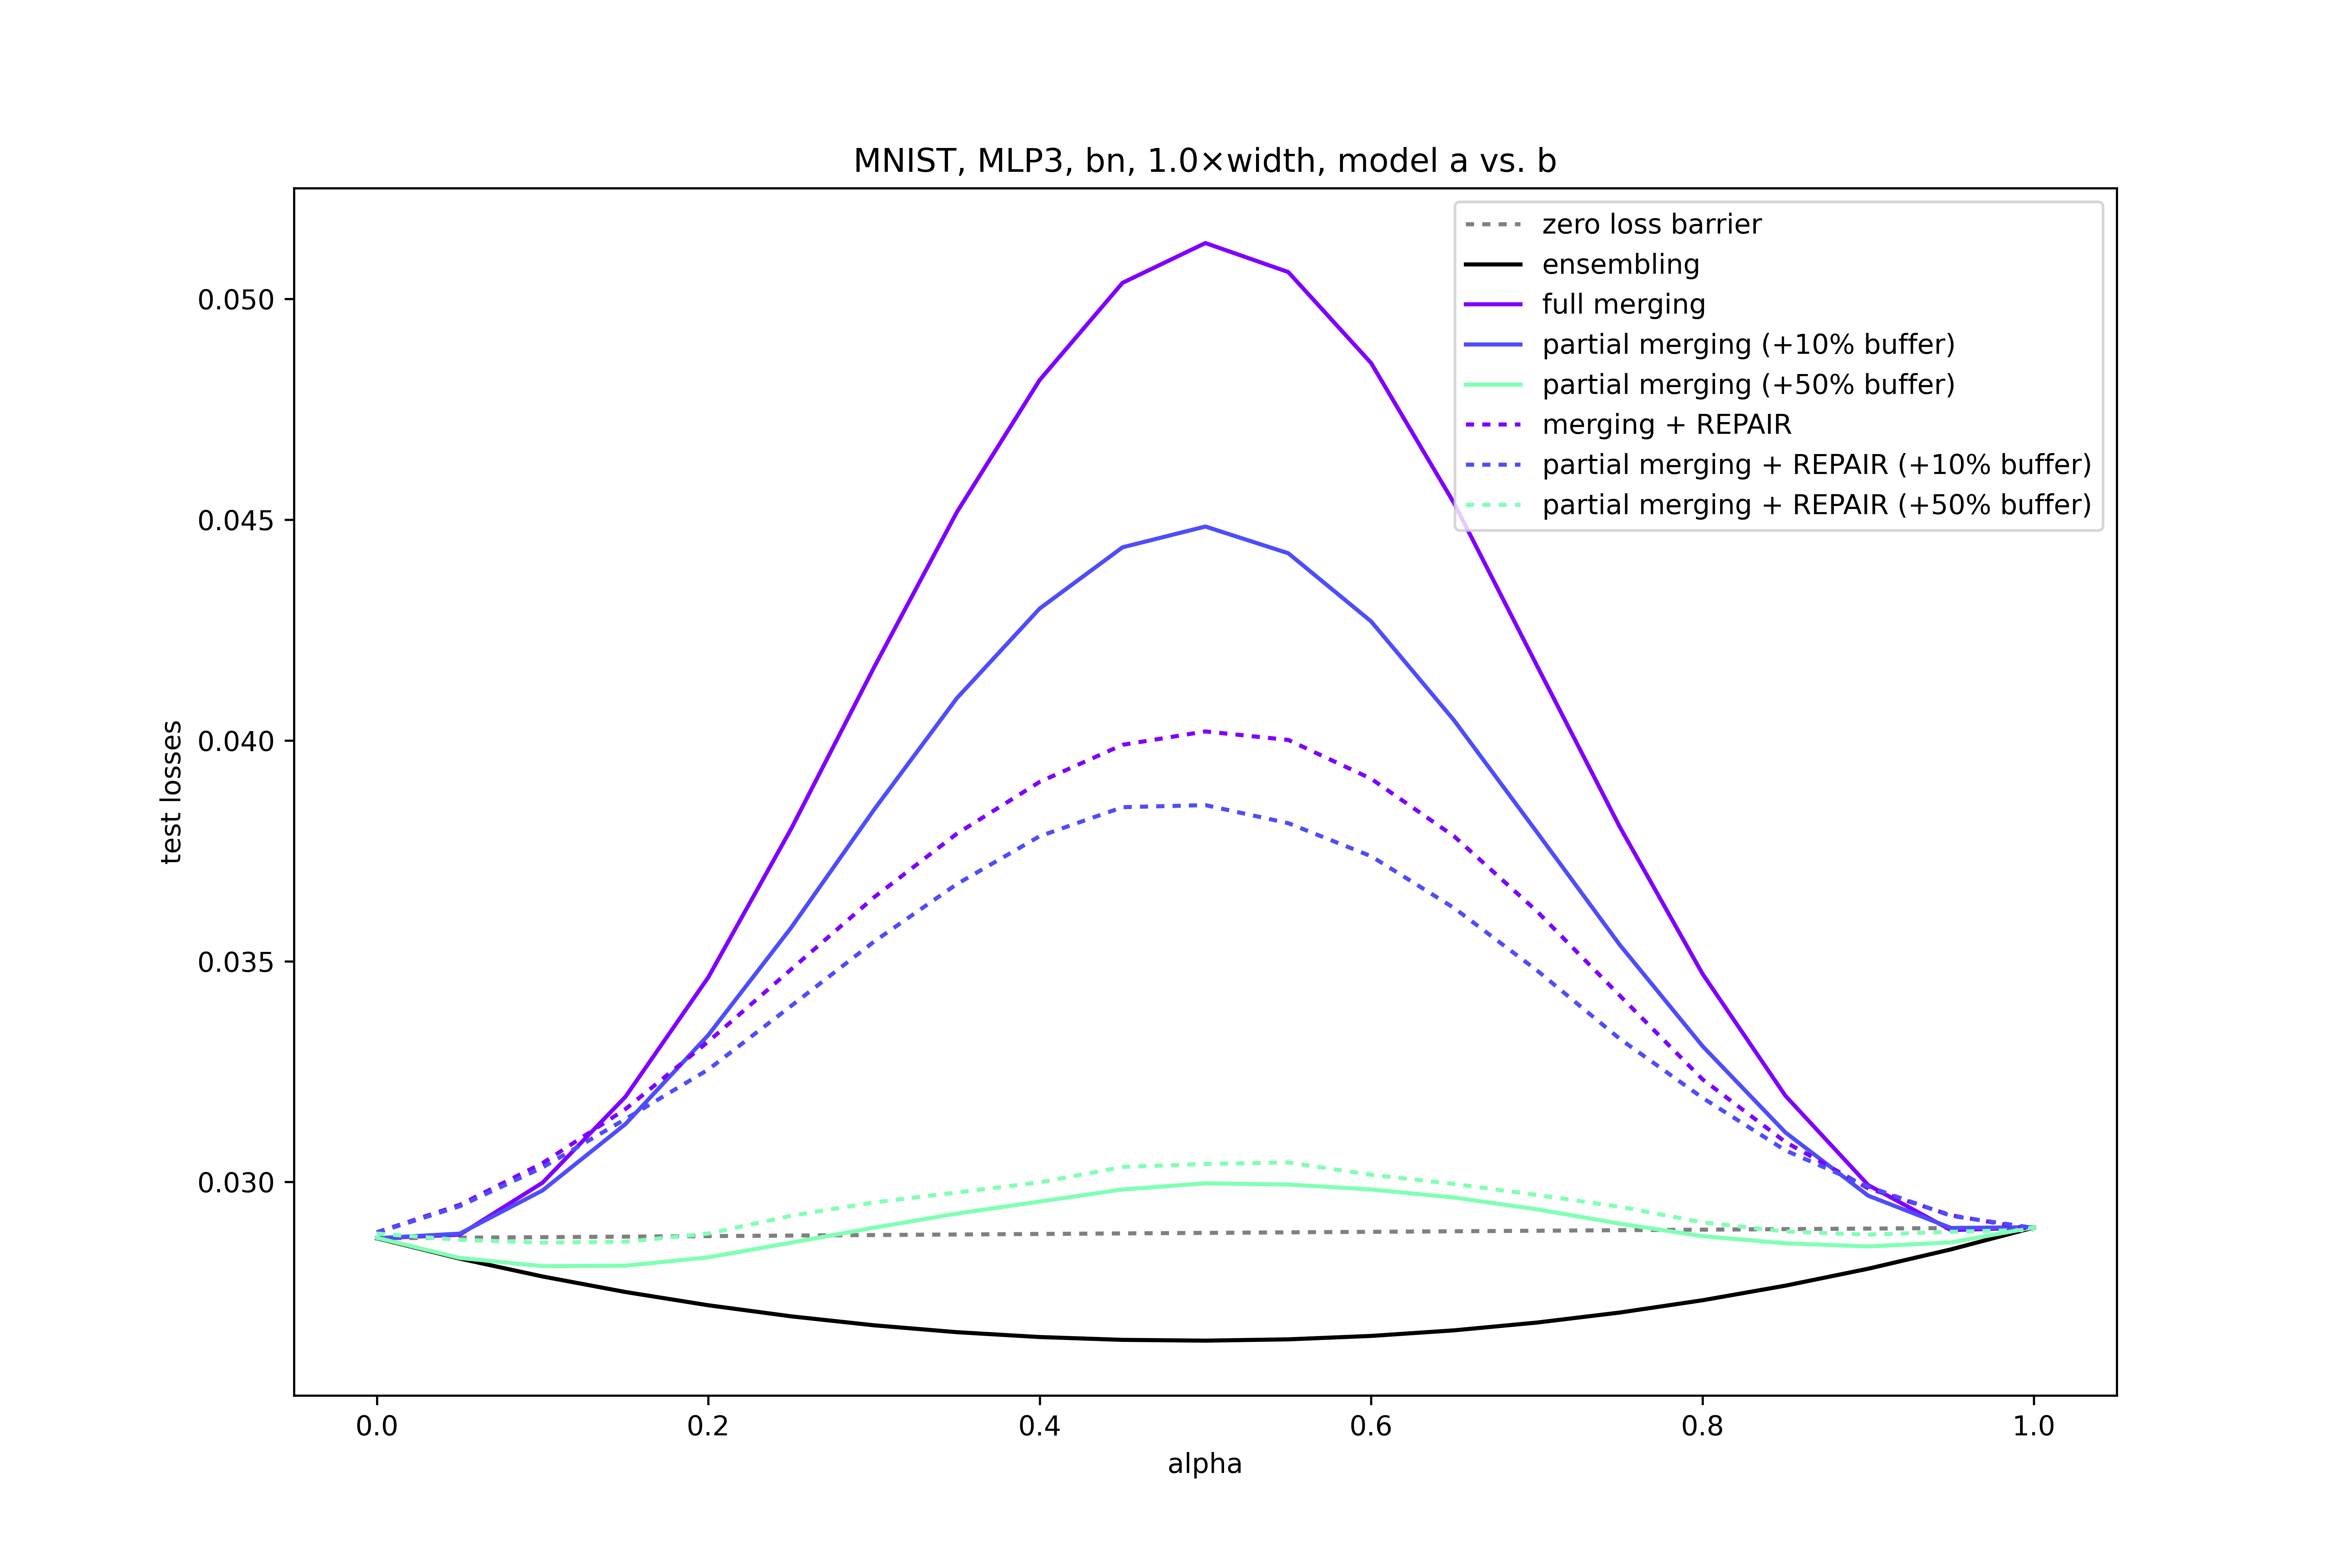 MNIST, MLP3, bn, 1.0×width, model a vs. b
zero loss barrier
ensembling
full merging
partial merging (+10% buffer)
partial merging (+50% buffer)
merging + REPAIR
partial merging + REPAIR (+10% buffer)
partial merging + REPAIR (+50% buffer)
0.050
0.045
0.040
0.035
0.030
test losses
0.0 0.2 0.4 0.6 0.8 1.0
alpha